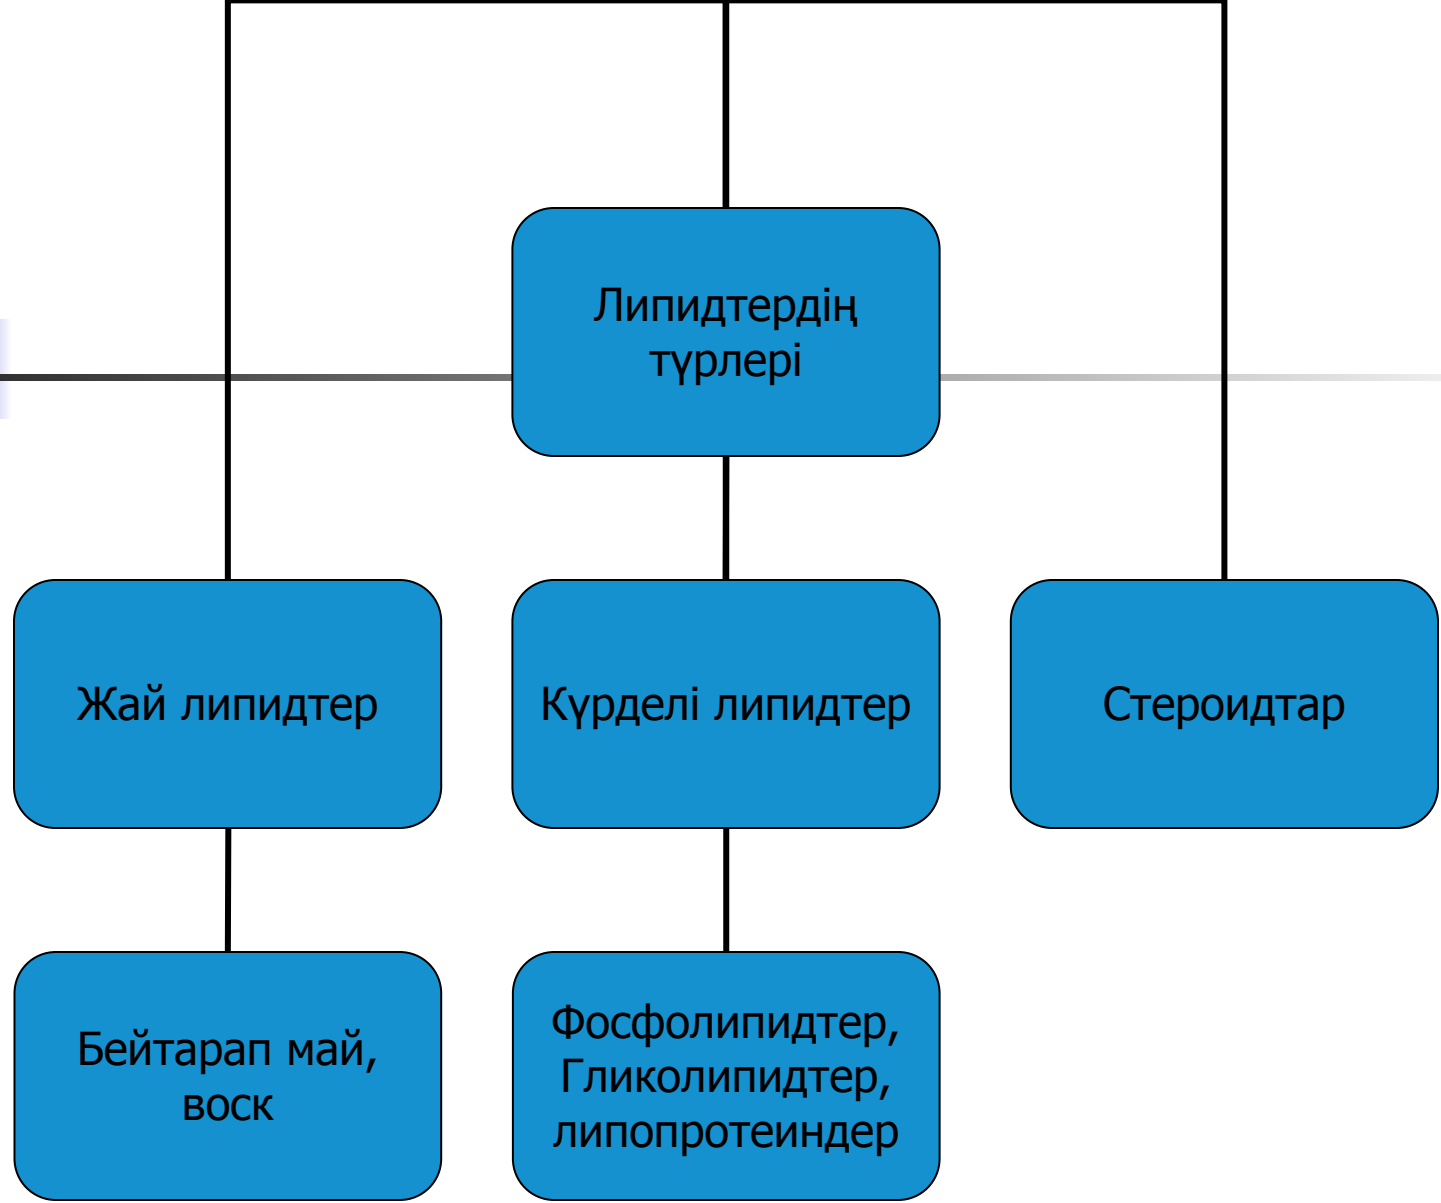 Липидтердің
түрлері
Жай липидтер
Күрделі липидтер
Стероидтар
Бейтарап май,
воск
Фосфолипидтер,
Гликолипидтер,
липопротеиндер